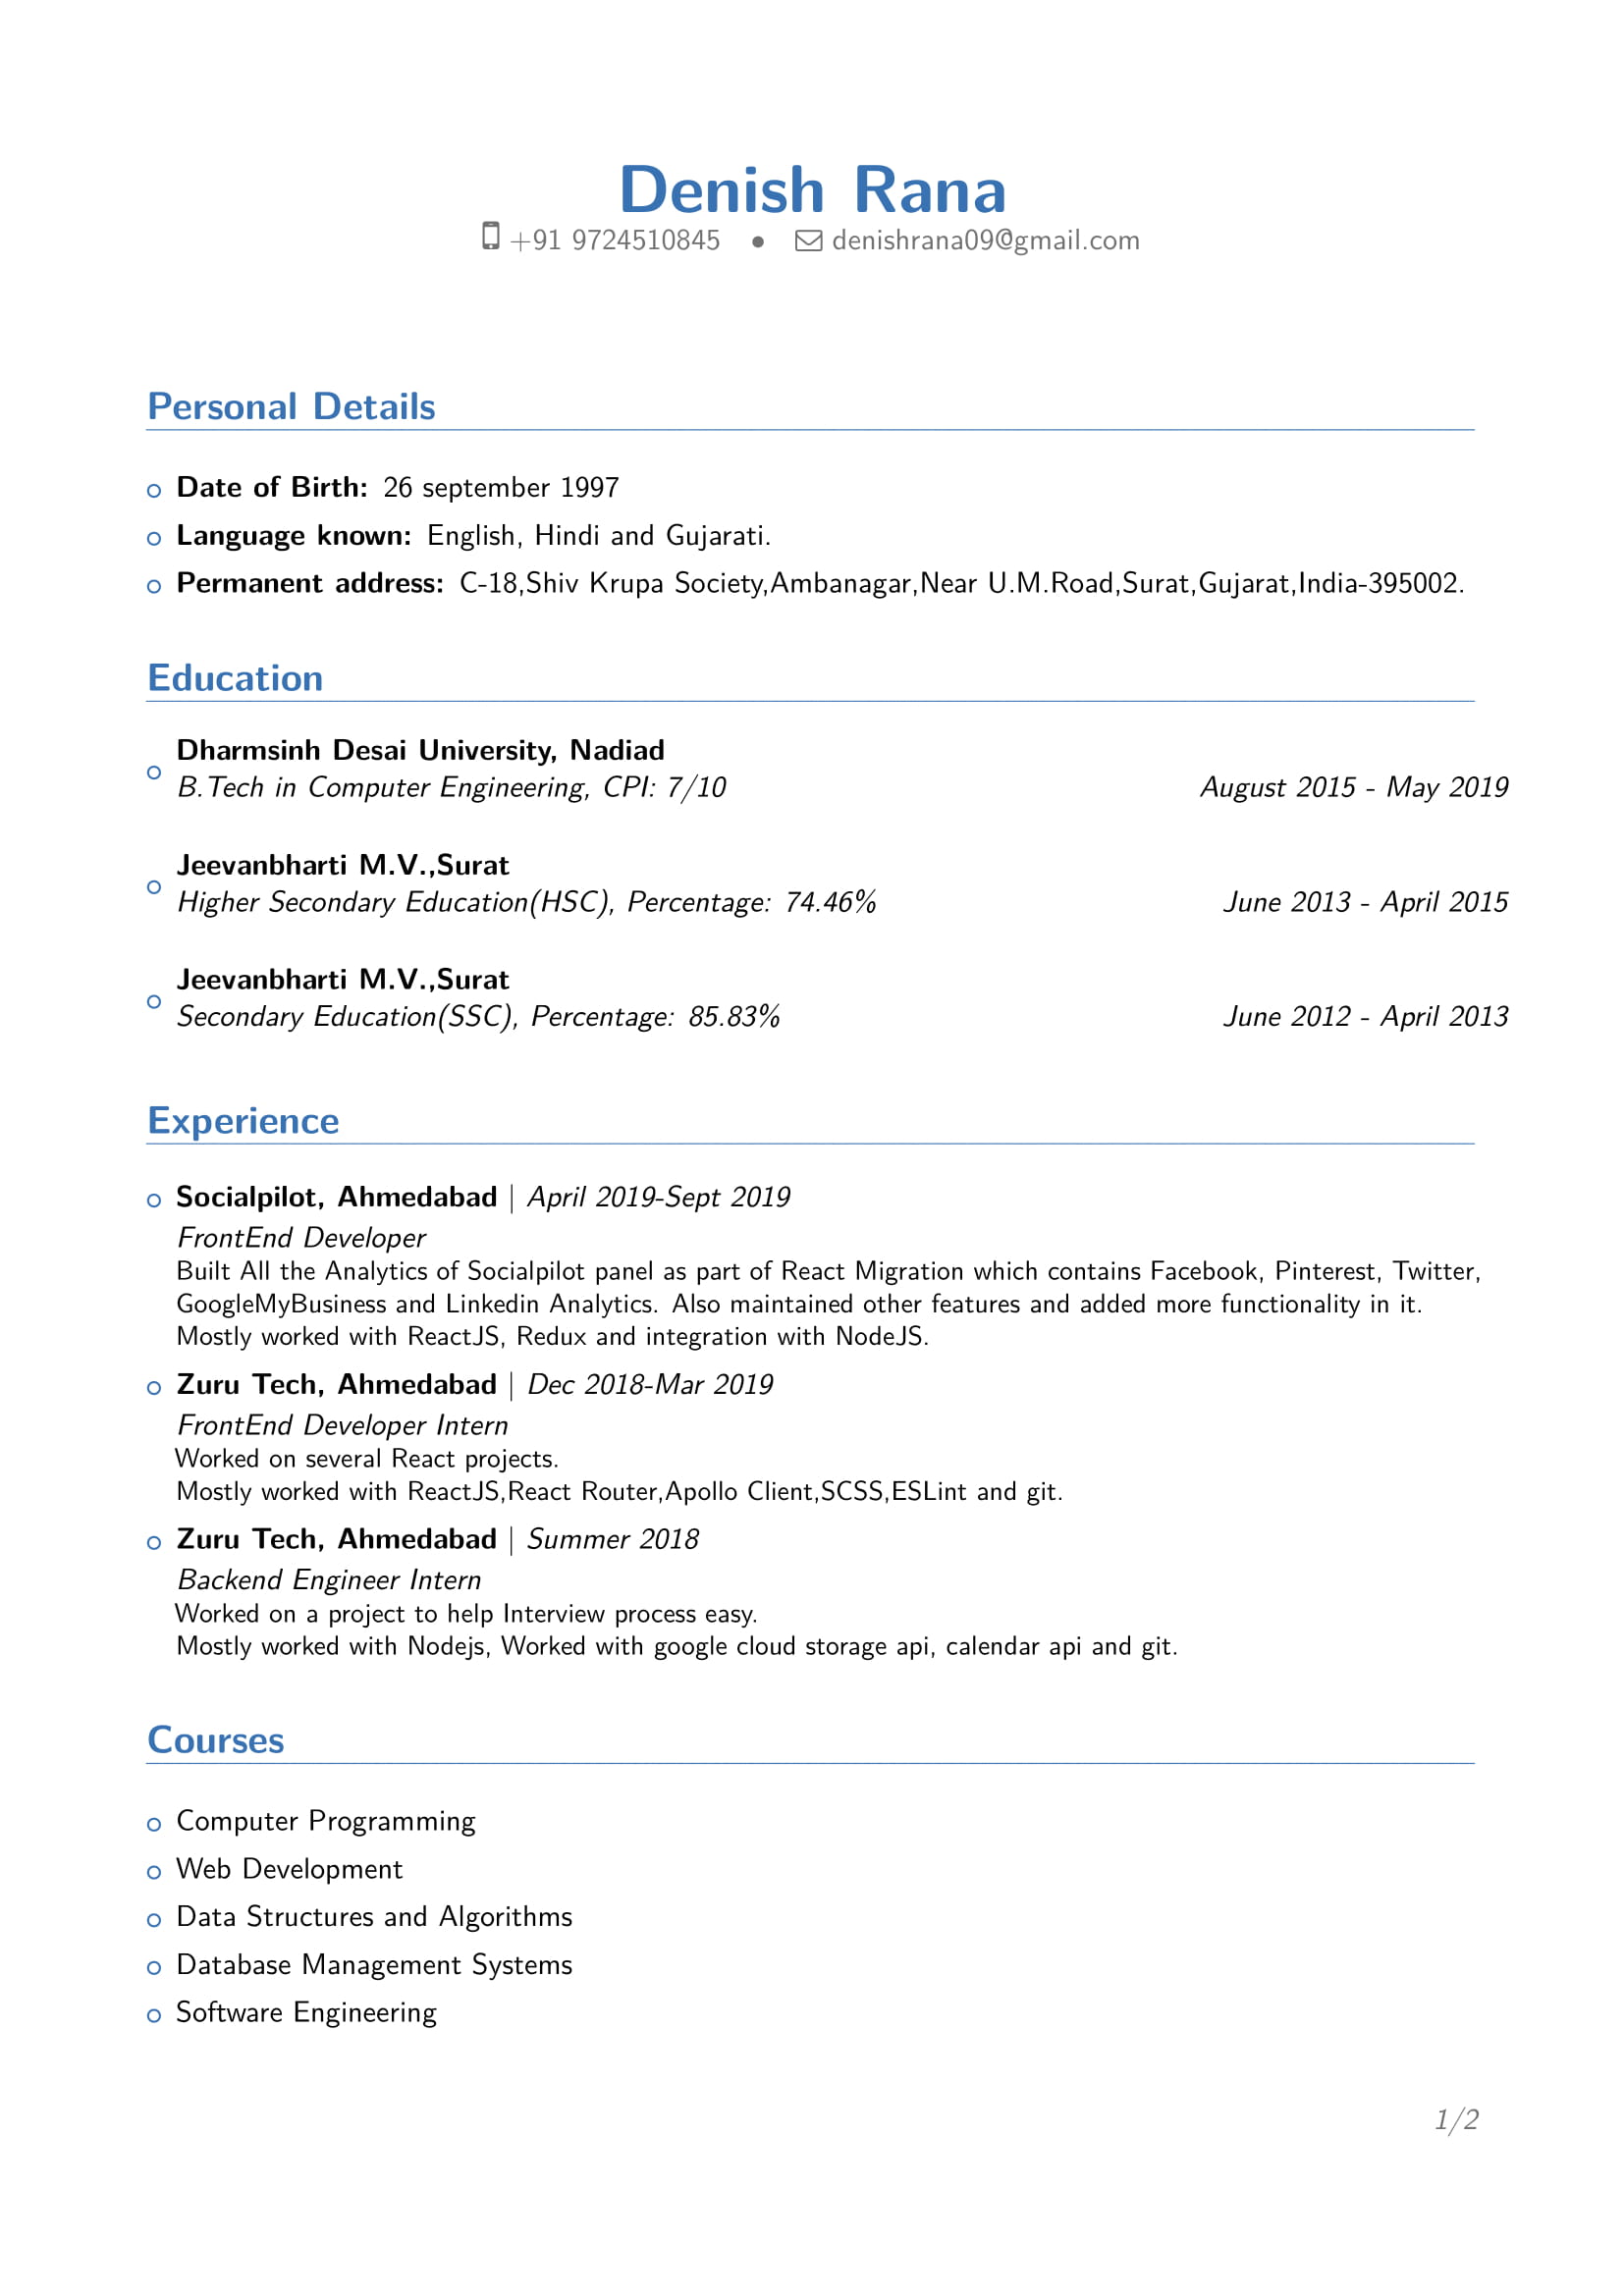 Denish Rana
+91 9724510845 • denishrana09@gmail.com
Personal Details
Date of Birth: 26 september 1997
Language known: English, Hindi and Gujarati.
Permanent address: C-18,Shiv Krupa Society,Ambanagar,Near U.M.Road,Surat,Gujarat,India-395002.
Education
Dharmsinh Desai University, Nadiad
B.Tech in Computer Engineering, CPI: 7/10 August 2015 - May 2019
Jeevanbharti M.V.,Surat
Higher Secondary Education(HSC), Percentage: 74.46% June 2013 - April 2015
Jeevanbharti M.V.,Surat
Secondary Education(SSC), Percentage: 85.83% June 2012 - April 2013
Experience
Socialpilot, Ahmedabad | April 2019-Sept 2019
FrontEnd Developer
Built All the Analytics of Socialpilot panel as part of React Migration which contains Facebook, Pinterest, Twitter,
GoogleMyBusiness and Linkedin Analytics. Also maintained other features and added more functionality in it.
Mostly worked with ReactJS, Redux and integration with NodeJS.
Zuru Tech, Ahmedabad | Dec 2018-Mar 2019
FrontEnd Developer Intern
Worked on several React projects.
Mostly worked with ReactJS,React Router,Apollo Client,SCSS,ESLint and git.
Zuru Tech, Ahmedabad | Summer 2018
Backend Engineer Intern
Worked on a project to help Interview process easy.
Mostly worked with Nodejs, Worked with google cloud storage api, calendar api and git.
Courses
Computer Programming
Web Development
Data Structures and Algorithms
Database Management Systems
Software Engineering
1/2